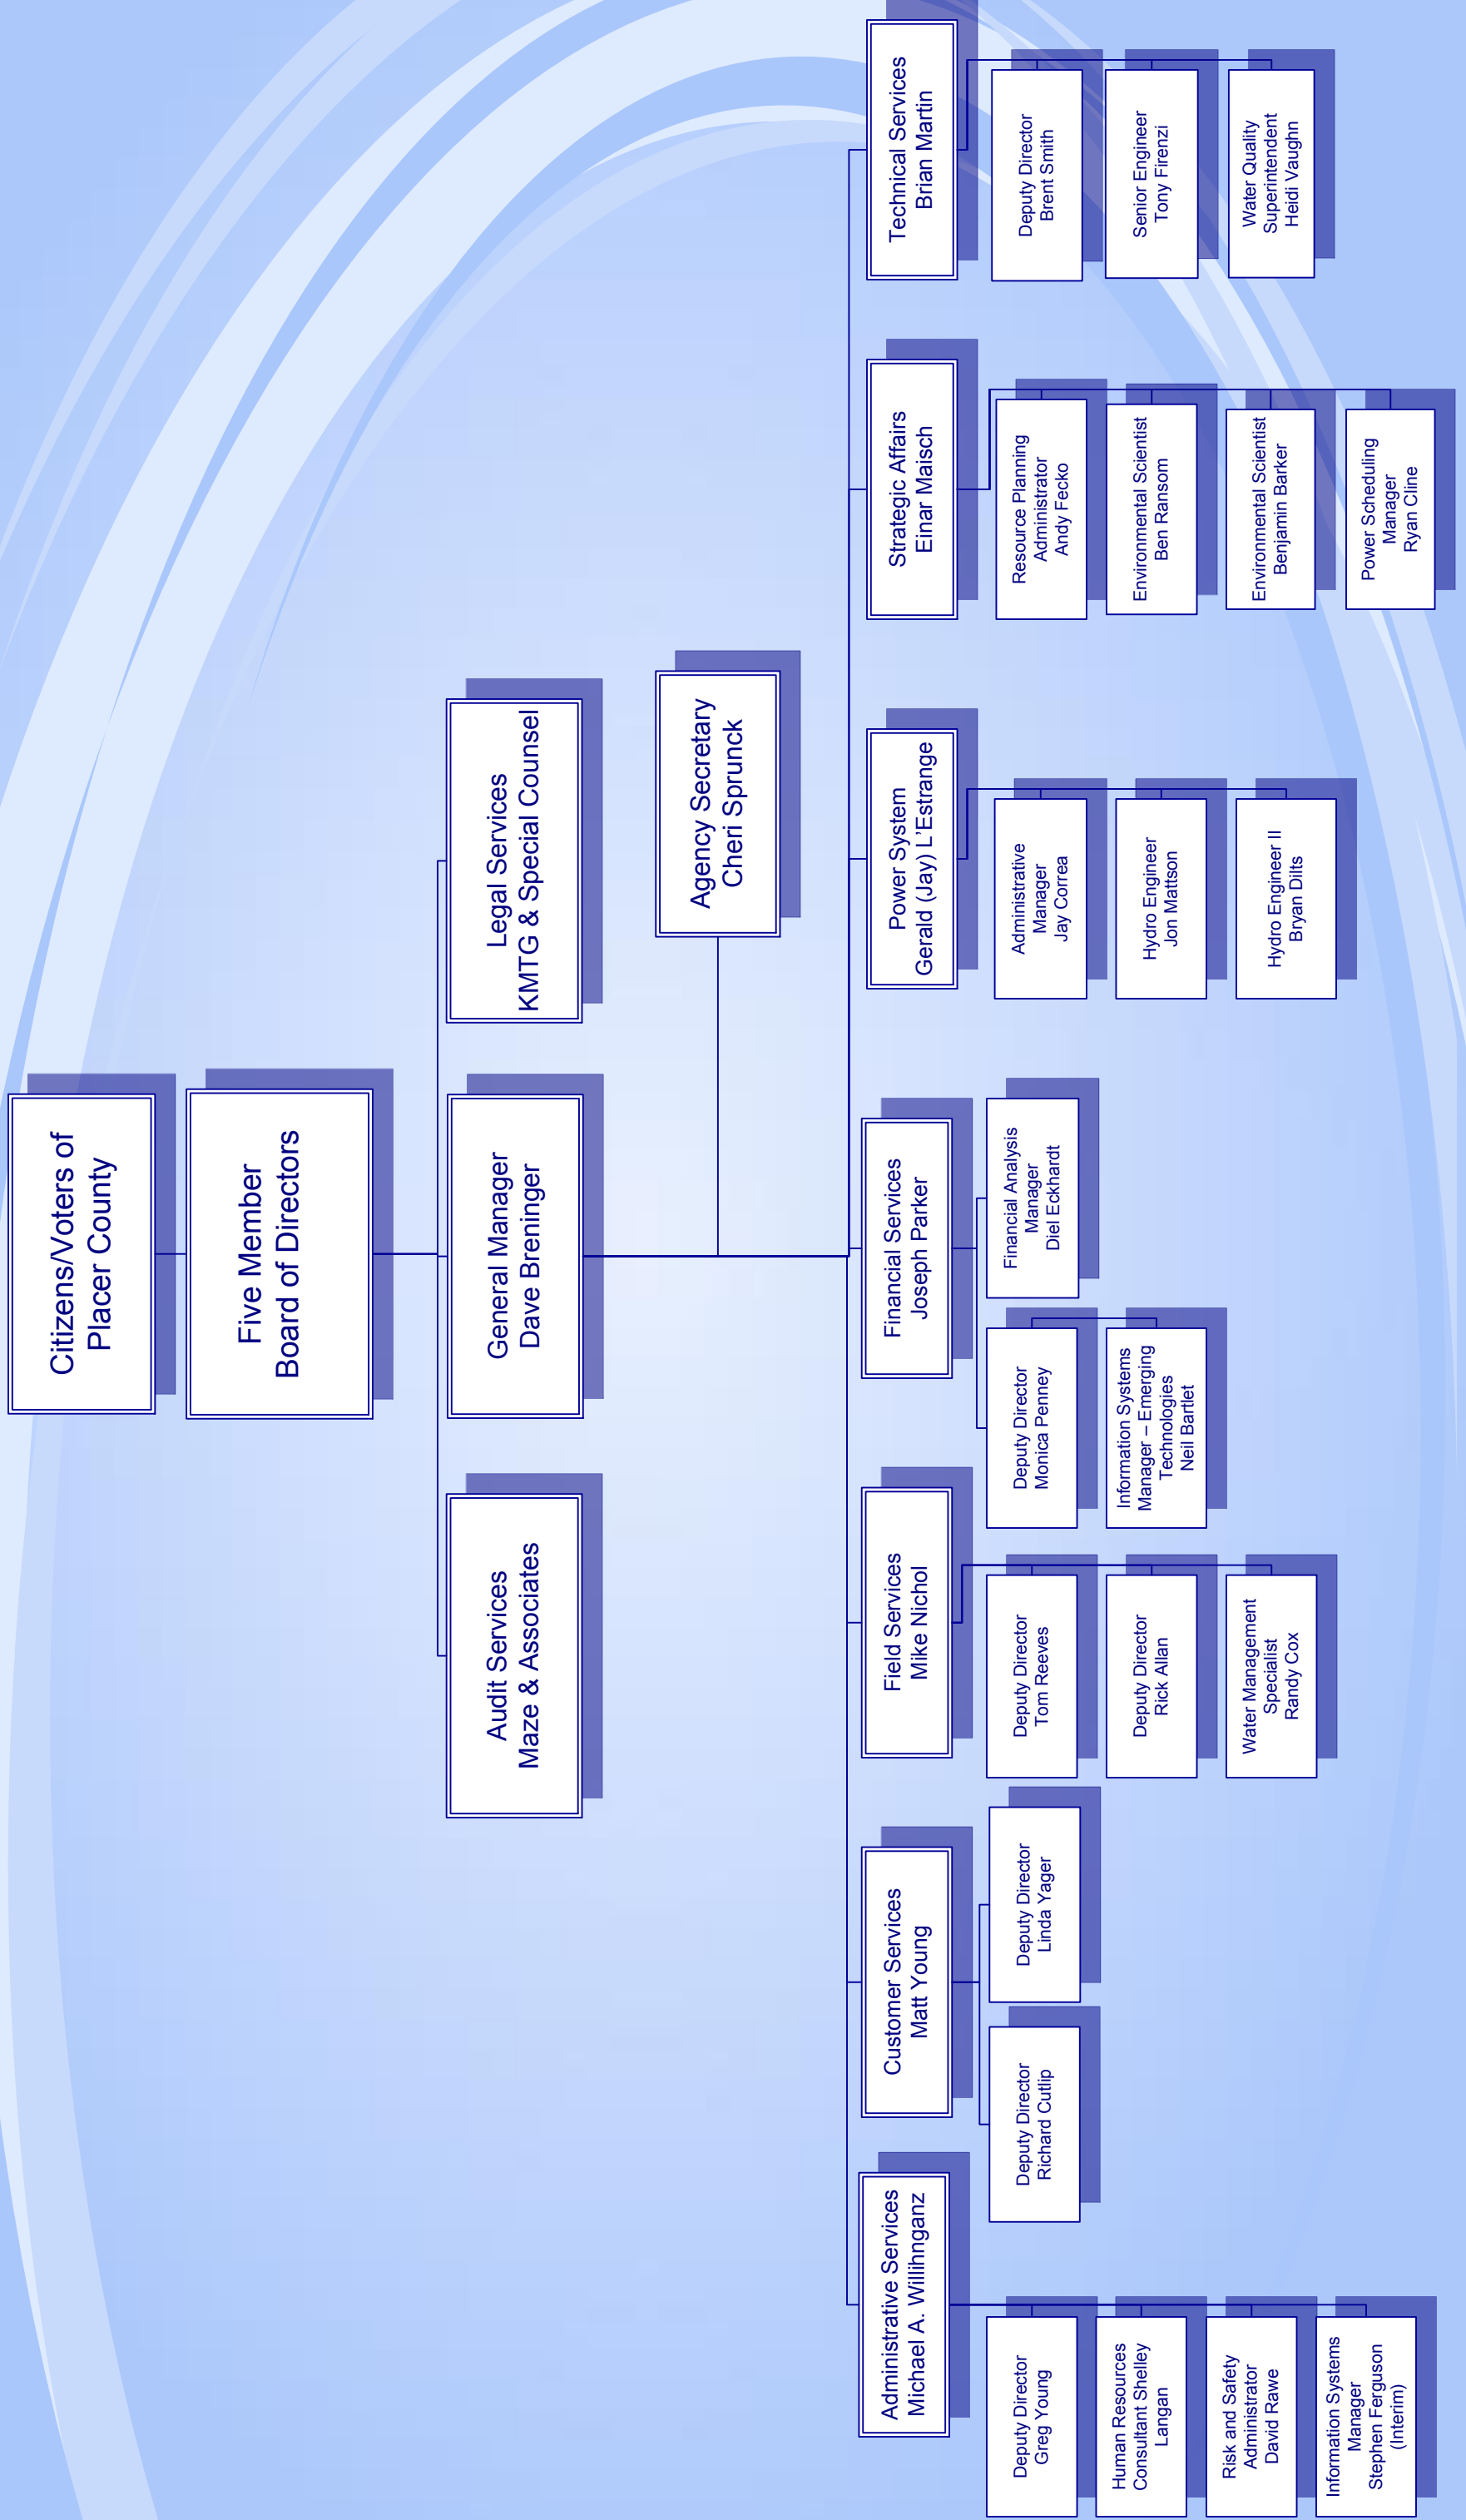 Citizens/Voters of
Placer County
Five Member
Board of Directors
Audit Services
Maze & Associates
General Manager
Dave Breninger
Legal Services
KMTG & Special Counsel
Agency Secretary
Cheri Sprunck
Administrative Services
Michael A. Willihnganz
Deputy Director
Greg Young
Human Resources
Consultant Shelley
Langan
Risk and Safety
Administrator
David Rawe
Information Systems
Manager
Stephen Ferguson
(Interim)
Customer Services
Matt Young
Deputy Director
Richard Cutlip
Deputy Director
Linda Yager
Field Services
Mike Nichol
Deputy Director
Tom Reeves
Deputy Director
Rick Allan
Water Management
Specialist
Randy Cox
Financial Services
Joseph Parker
Deputy Director
Monica Penney
Information Systems
Manager – Emerging
Technologies
Neil Bartlet
Financial Analysis
Manager
Diel Eckhardt
Power System
Gerald (Jay) L'Estrange
Administrative
Manager
Jay Correa
Hydro Engineer
Jon Mattson
Hydro Engineer II
Bryan Dilts
Strategic Affairs
Einar Maisch
Resource Planning
Administrator
Andy Fecko
Environmental Scientist
Ben Ransom
Environmental Scientist
Benjamin Barker
Power Scheduling
Manager
Ryan Cline
Technical Services
Brian Martin
Deputy Director
Brent Smith
Senior Engineer
Tony Firenzi
Water Quality
Superintendent
Heidi Vaughn